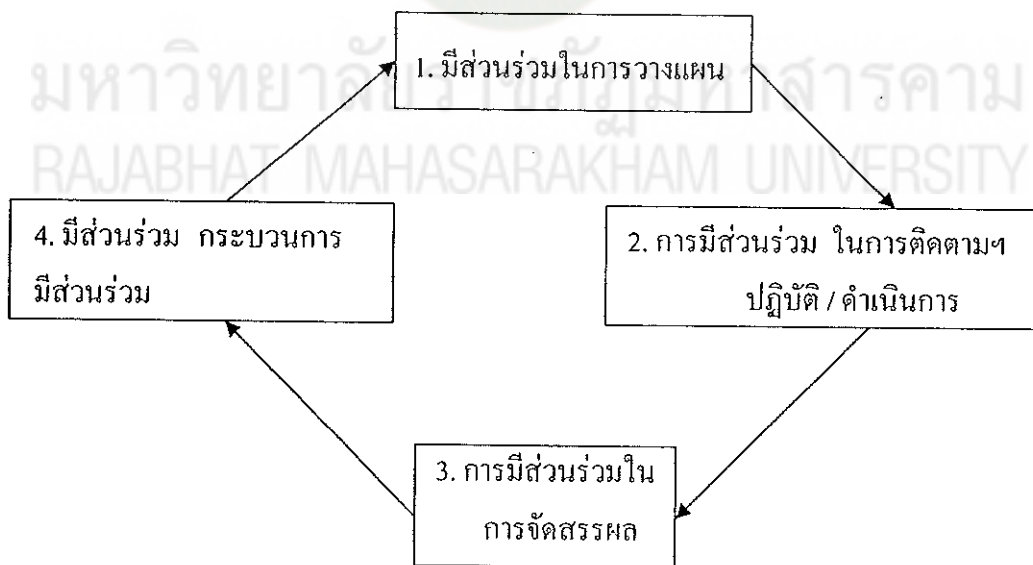 1. มีส่วนร่วมในการวางแผน
มหาวิทยาลัยราชภัฏมหาสารคาม
RAJABHAT MAHASARAKHAM UNIVERSITY
4. มีส่วนร่วม กระบวนการ
มีส่วนร่วม
2. การมีส่วนร่วม ในการติดตามฯ
ปฏิบัติ / ดำเนินการ
3. การมีส่วนร่วมใน
การจัดสรรผล